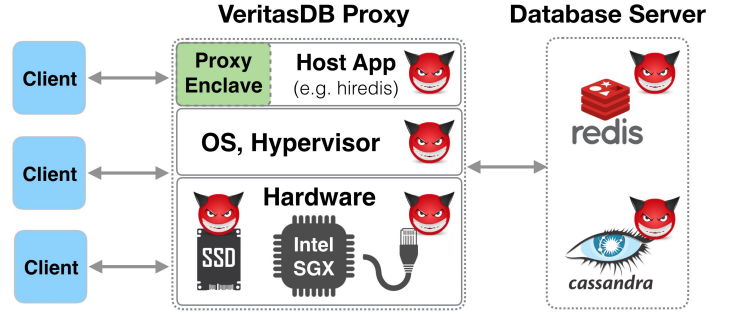 VeritasDB Proxy
Database Server
Client
Client
Client
Proxy
Enclave
Host App
(e.g. hiredis)
OS, Hypervisor
Hardware
SSD
Intel
SGX
redis
cassandra